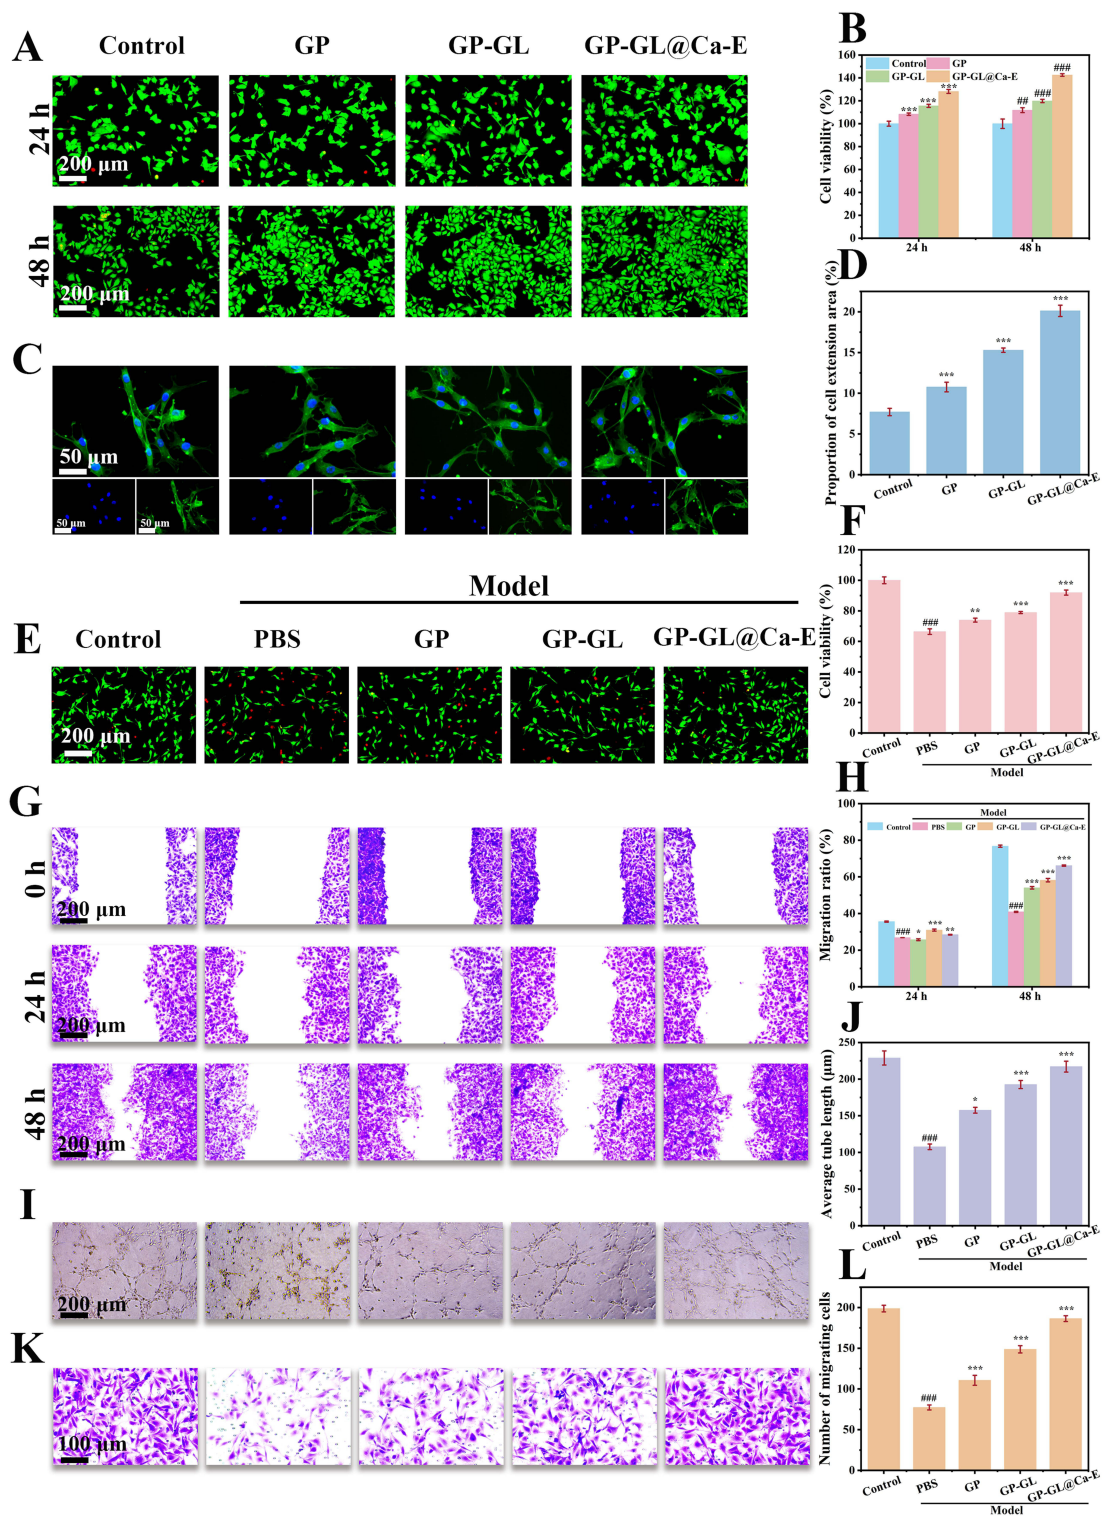 A
Control
GP
GP-GL
GP-GL@Ca-E
24 h
200 μm
48 h
200 μm
B
Cell viability (%)
160
140
120
100
80
60
40
20
0
Control
GP
GP-GL
GP-GL@Ca-E
***
***
***
##
###
###
24 h
48 h
C
50 μm
50 μm
50 μm
D
Proportion of cell extension area (%)
20
15
10
5
0
***
***
***
Control
GP
GP-GL
GP-GL@Ca-E
Model
E
Control
PBS
GP
GP-GL
GP-GL@Ca-E
200 μm
F
Cell viability (%)
120
100
80
60
40
20
0
###
**
***
***
Control
PBS
GP
GP-GL
GP-GL@Ca-E
Model
G
0 h
200 μm
24 h
200 μm
48 h
200 μm
H
Migration ratio (%)
100
80
60
40
20
0
Model
Control
PBS
GP
GP-GL
GP-GL@Ca-E
###
*
***
**
###
***
***
***
24 h
48 h
I
200 μm
J
Average tube length (μm)
250
200
150
100
50
0
###
*
***
***
Control
PBS
GP
GP-GL
GP-GL@Ca-E
Model
K
100 μm
L
Number of migrating cells
200
150
100
50
0
###
***
***
***
Control
PBS
GP
GP-GL
GP-GL@Ca-E
Model